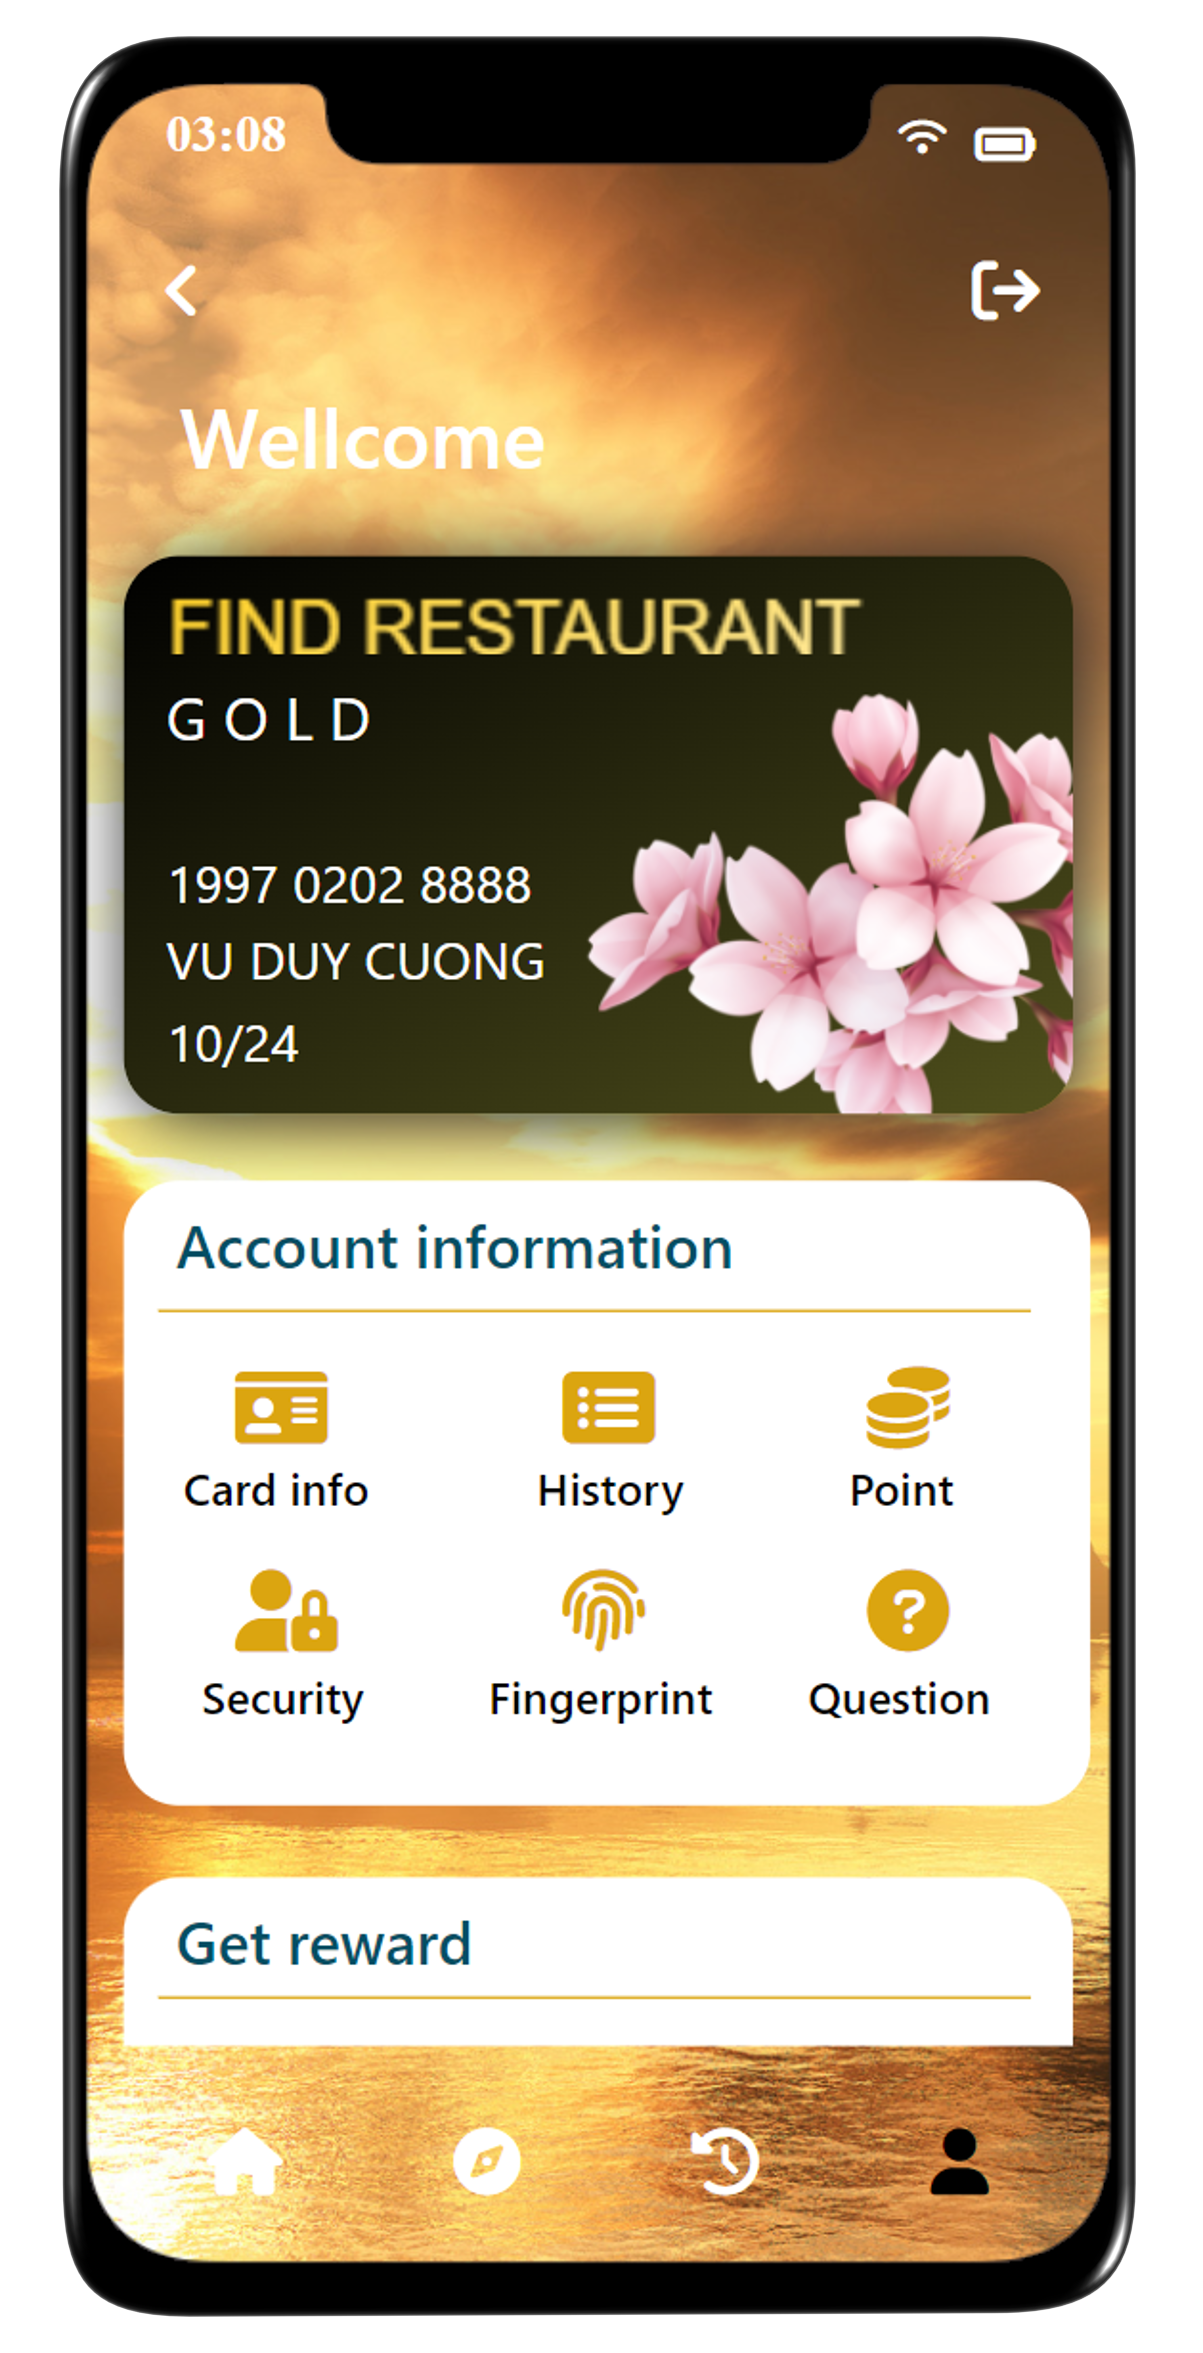 03:08
Wellcome
FIND RESTAURANT
G O L D
1997 0202 8888
VU DUY CUONG
10/24
Account information
Card info History Point
Security Fingerprint Question
Get reward